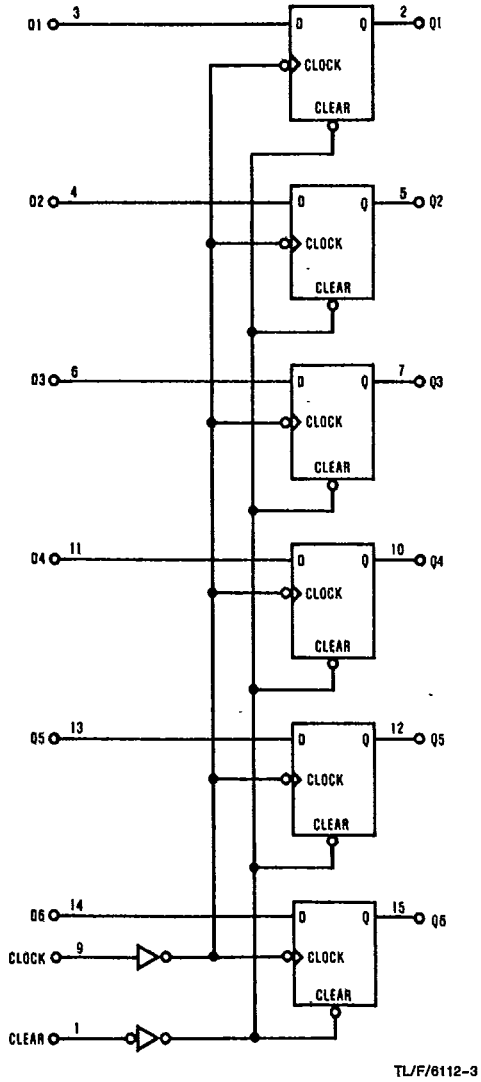 D1 3 D Q 2 Q1
CLOCK
CLEAR
D2 4 D Q 5 Q2
CLOCK
CLEAR
D3 6 D Q 7 Q3
CLOCK
CLEAR
D4 11 D Q 10 Q4
CLOCK
CLEAR
D5 13 D Q 12 Q5
CLOCK
CLEAR
D6 14 D Q 15 Q6
CLOCK 9 CLOCK
CLEAR
CLEAR 1
TL/F/6112-3